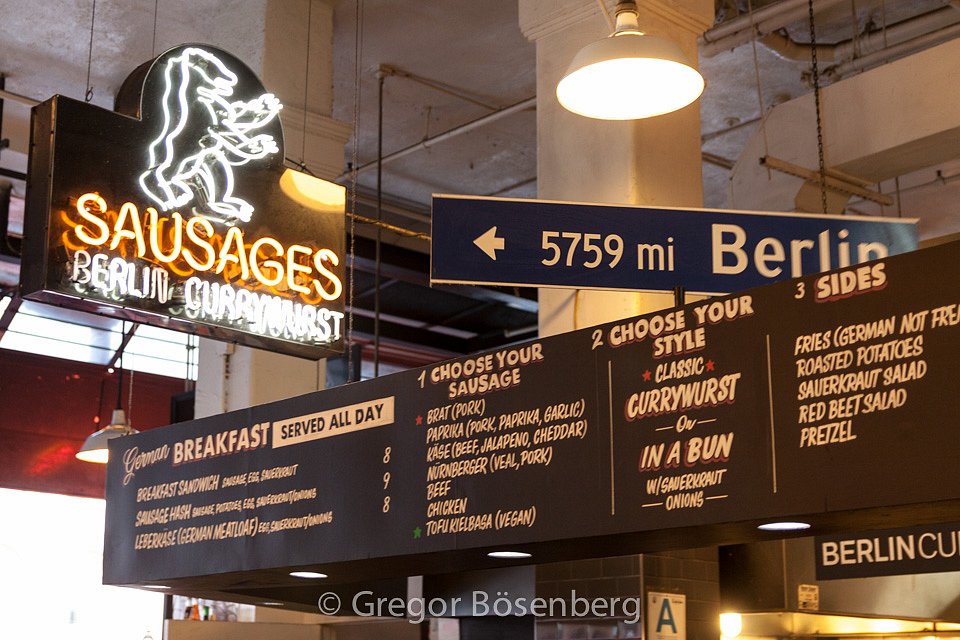 SAUSAGES
BERLIN CURRYWURST
← 5759 mi Berlin
German BREAKFAST SERVED ALL DAY
BREAKFAST SANDWICH SAUSAGE, EGG, SAUERKRAUT 8
SAUSAGE HASH SAUSAGE, POTATOES, EGG, SAUERKRAUT/ONIONS 9
LEBERKASE (GERMAN MEATLOAF) EGG, SAUERKRAUT/ONIONS 8
1 CHOOSE YOUR
SAUSAGE
BRAT (PORK)
PAPRIKA (PORK, PAPRIKA, GARLIC)
KÄSE (BEEF, JALAPENO, CHEDDAR)
NÜRNBERGER (VEAL, PORK)
BEEF
CHICKEN
TOFU KIELBASA (VEGAN)
2 CHOOSE YOUR
STYLE
CLASSIC
CURRYWURST
— Or —
IN A BUN
W/ SAUERKRAUT
ONIONS —
3 SIDES
FRIES (GERMAN NOT FRE
ROASTED POTATOES
SAUERKRAUT SALAD
RED BEET SALAD
PRETZEL
BERLINCU
A
© Gregor Bösenberg